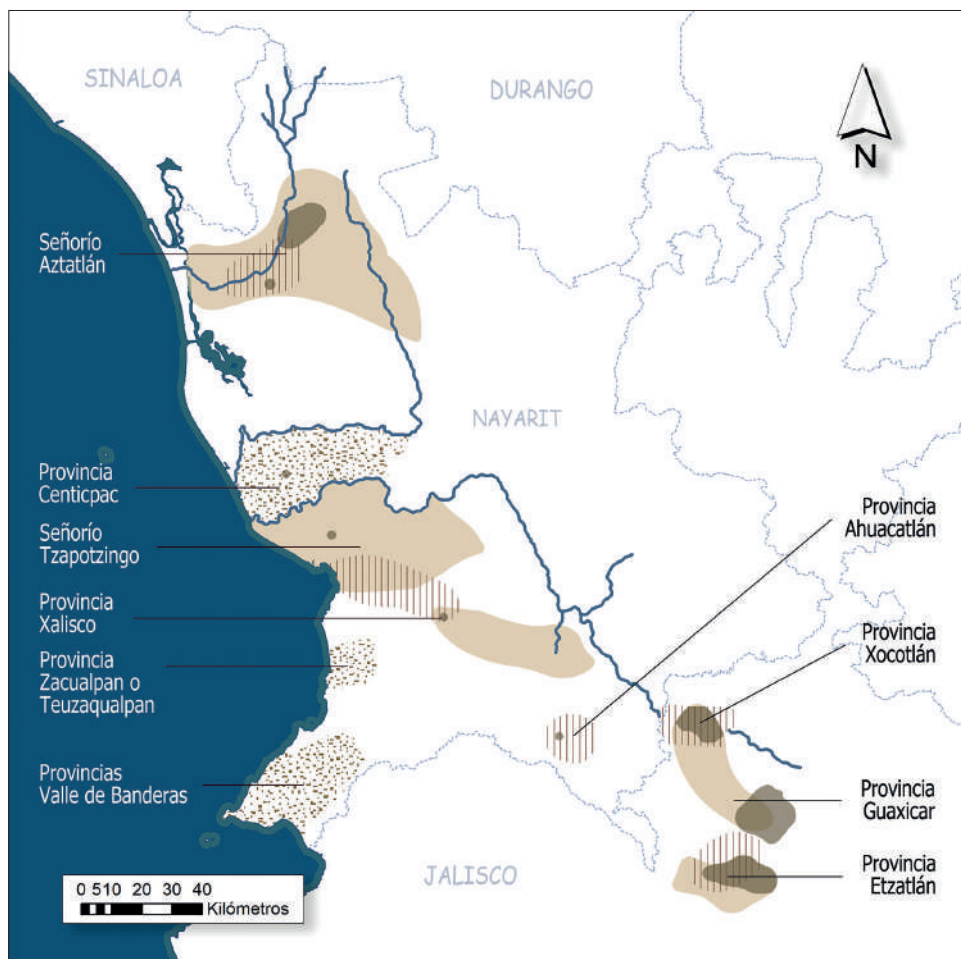 SINALOA
DURANGO
N
Señorío
Aztatlán
NAYARIT
Provincia
Centicpac
Señorío
Tzapotzingo
Provincia
Xalisco
Provincia
Zacualpan o
Teuzaqualpan
Provincias
Valle de Banderas
Provincia
Ahuacatlán
Provincia
Xocotlán
Provincia
Guaxicar
Provincia
Etzatlán
JALISCO
0 510 20 30 40
Kilómetros